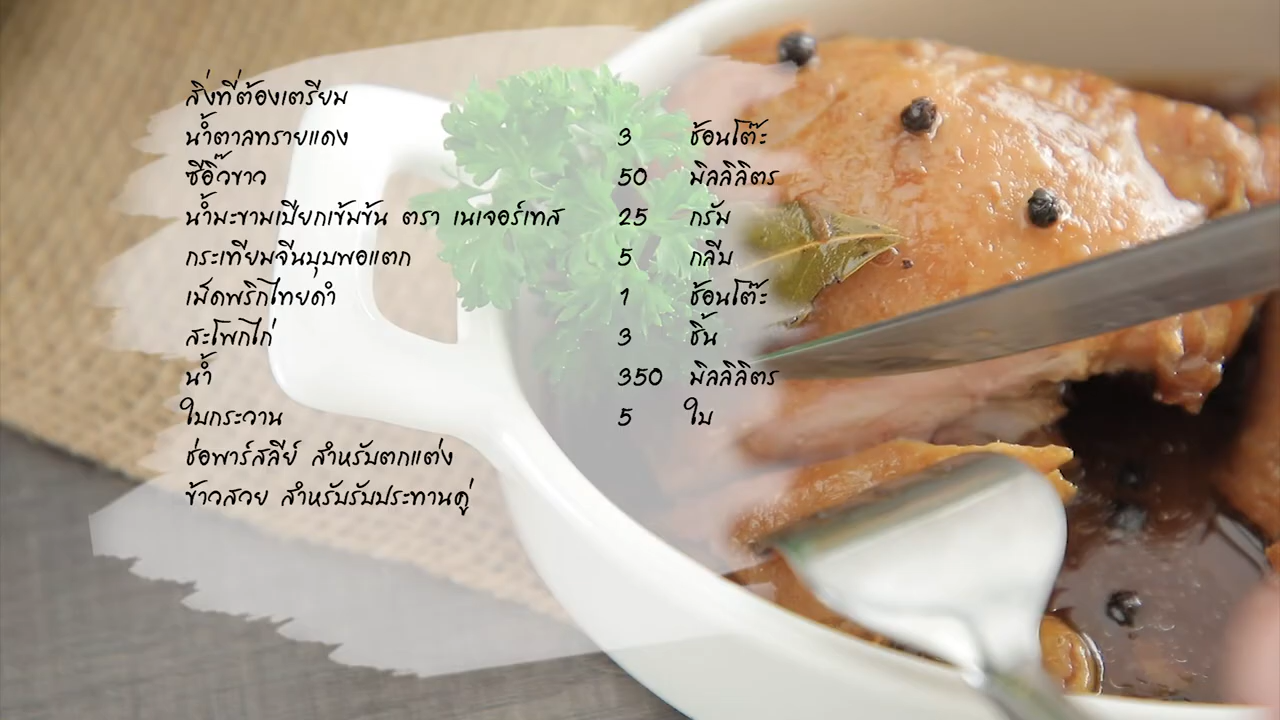 สิ่งที่ต้องเตรียม
น้ำตาลทรายแดง 3 ช้อนโต๊ะ
ซีอิ๊วขาว 50 มิลลิลิตร
น้ำมะขามเปียกเข้มข้น ตรา เนเจอร์เทส 25 กรัม
กระเทียมจีนบุบพอแตก 5 กลีบ
เม็ดพริกไทยดำ 1 ช้อนโต๊ะ
สะโพกไก่ 3 ชิ้น
น้ำ 350 มิลลิลิตร
ใบกระวาน 5 ใบ
ช่อพาร์สลีย์ สำหรับตกแต่ง
ข้าวสวย สำหรับรับประทานคู่